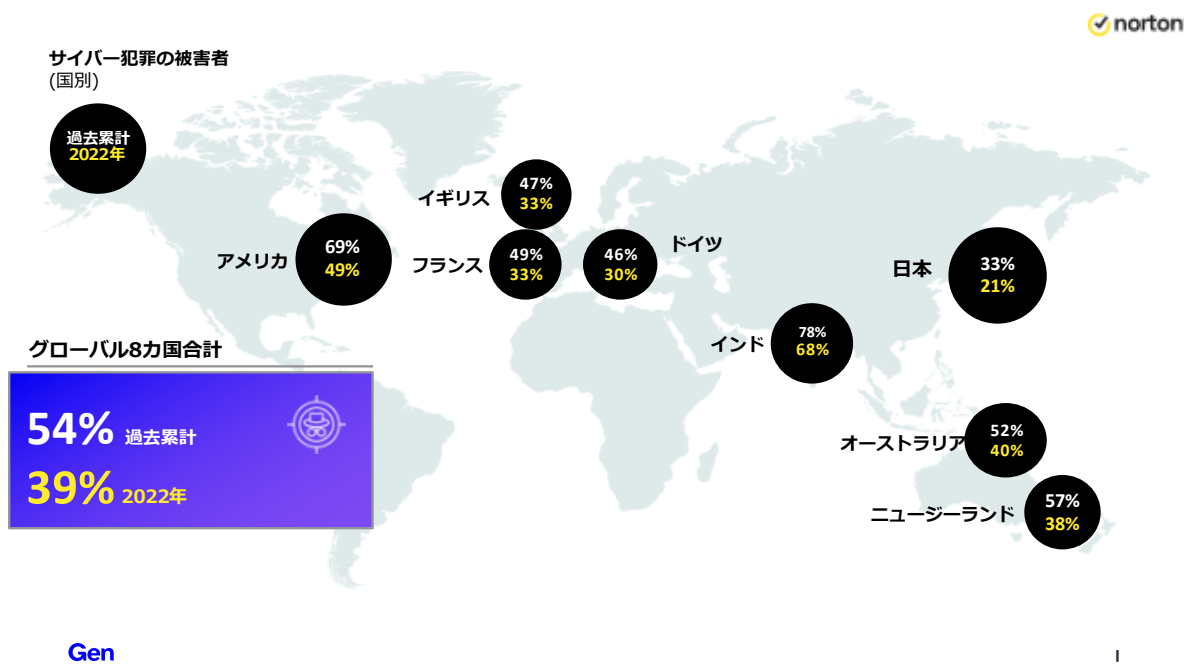 norton
サイバー犯罪の被害者
(国別)
過去累計
2022年
イギリス
47%
33%
アメリカ
69%
49%
フランス
49%
33%
46%
30%
ドイツ
日本
33%
21%
インド
78%
68%
グローバル8カ国合計
54% 過去累計
39% 2022年
オーストラリア
52%
40%
ニュージーランド
57%
38%
Gen